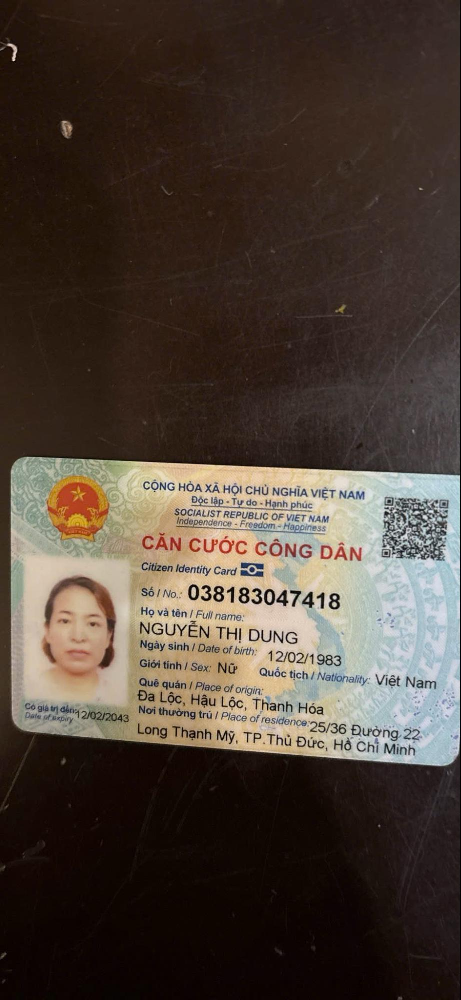 CỘNG HÒA XÃ HỘI CHỦ NGHĨA VIỆT NAM
Độc lập - Tự do - Hạnh phúc
SOCIALIST REPUBLIC OF VIET NAM
Independence - Freedom - Happiness
CĂN CƯỚC CÔNG DÂN
Citizen Identity Card
Số / No.: 038183047418
Họ và tên / Full name:
NGUYỄN THỊ DUNG
Ngày sinh / Date of birth: 12/02/1983
Giới tính / Sex: Nữ Quốc tịch / Nationality: Việt Nam
Quê quán / Place of origin:
Đa Lộc, Hậu Lộc, Thanh Hóa
Nơi thường trú / Place of residence: 25/36 Đường 22
Long Thạnh Mỹ, TP.Thủ Đức, Hồ Chí Minh
Có giá trị đến: 12/02/2043
Date of expiry
VIỆT NAM